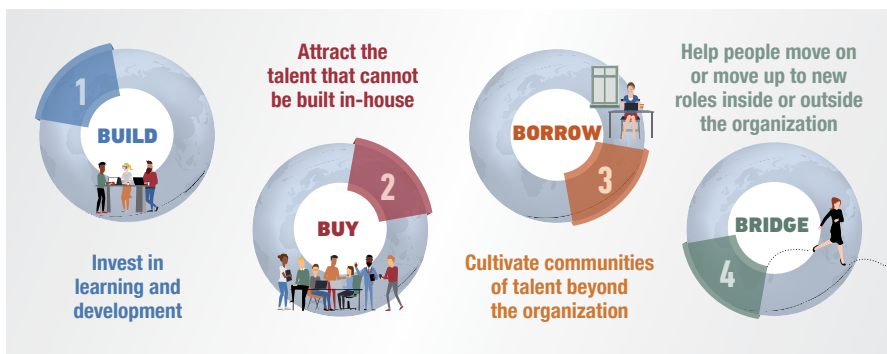 1
BUILD
Invest in
learning and
development
Attract the
talent that cannot
be built in-house
2
BUY
BORROW
3
Cultivate communities
of talent beyond
the organization
Help people move on
or move up to new
roles inside or outside
the organization
BRIDGE
4